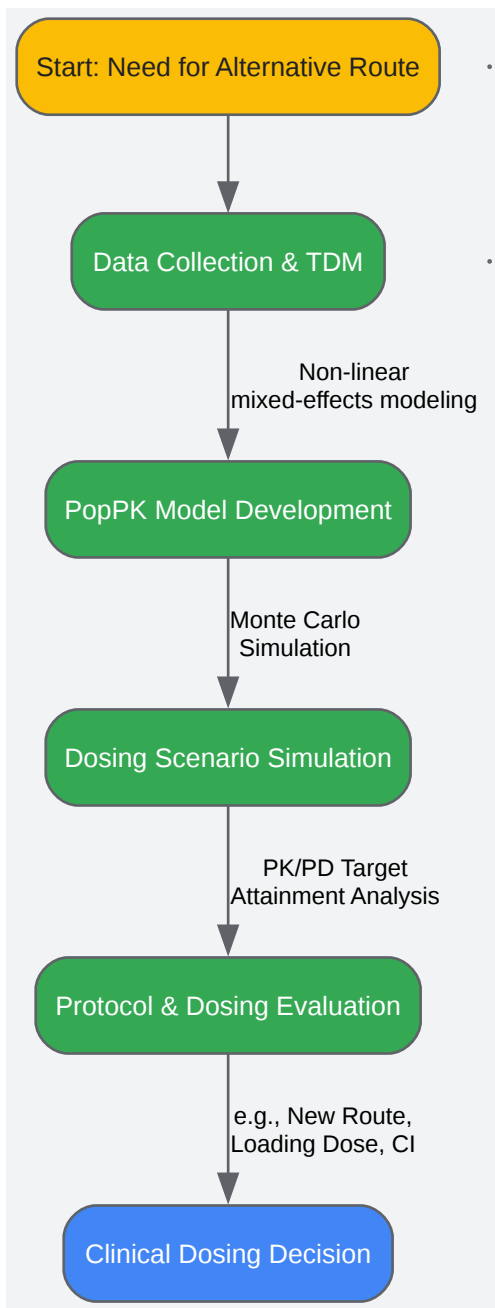 Start: Need for Alternative Route
Data Collection & TDM
Non-linear
mixed-effects modeling
PopPK Model Development
Monte Carlo
Simulation
Dosing Scenario Simulation
PK/PD Target
Attainment Analysis
Protocol & Dosing Evaluation
e.g., New Route,
Loading Dose, CI
Clinical Dosing Decision